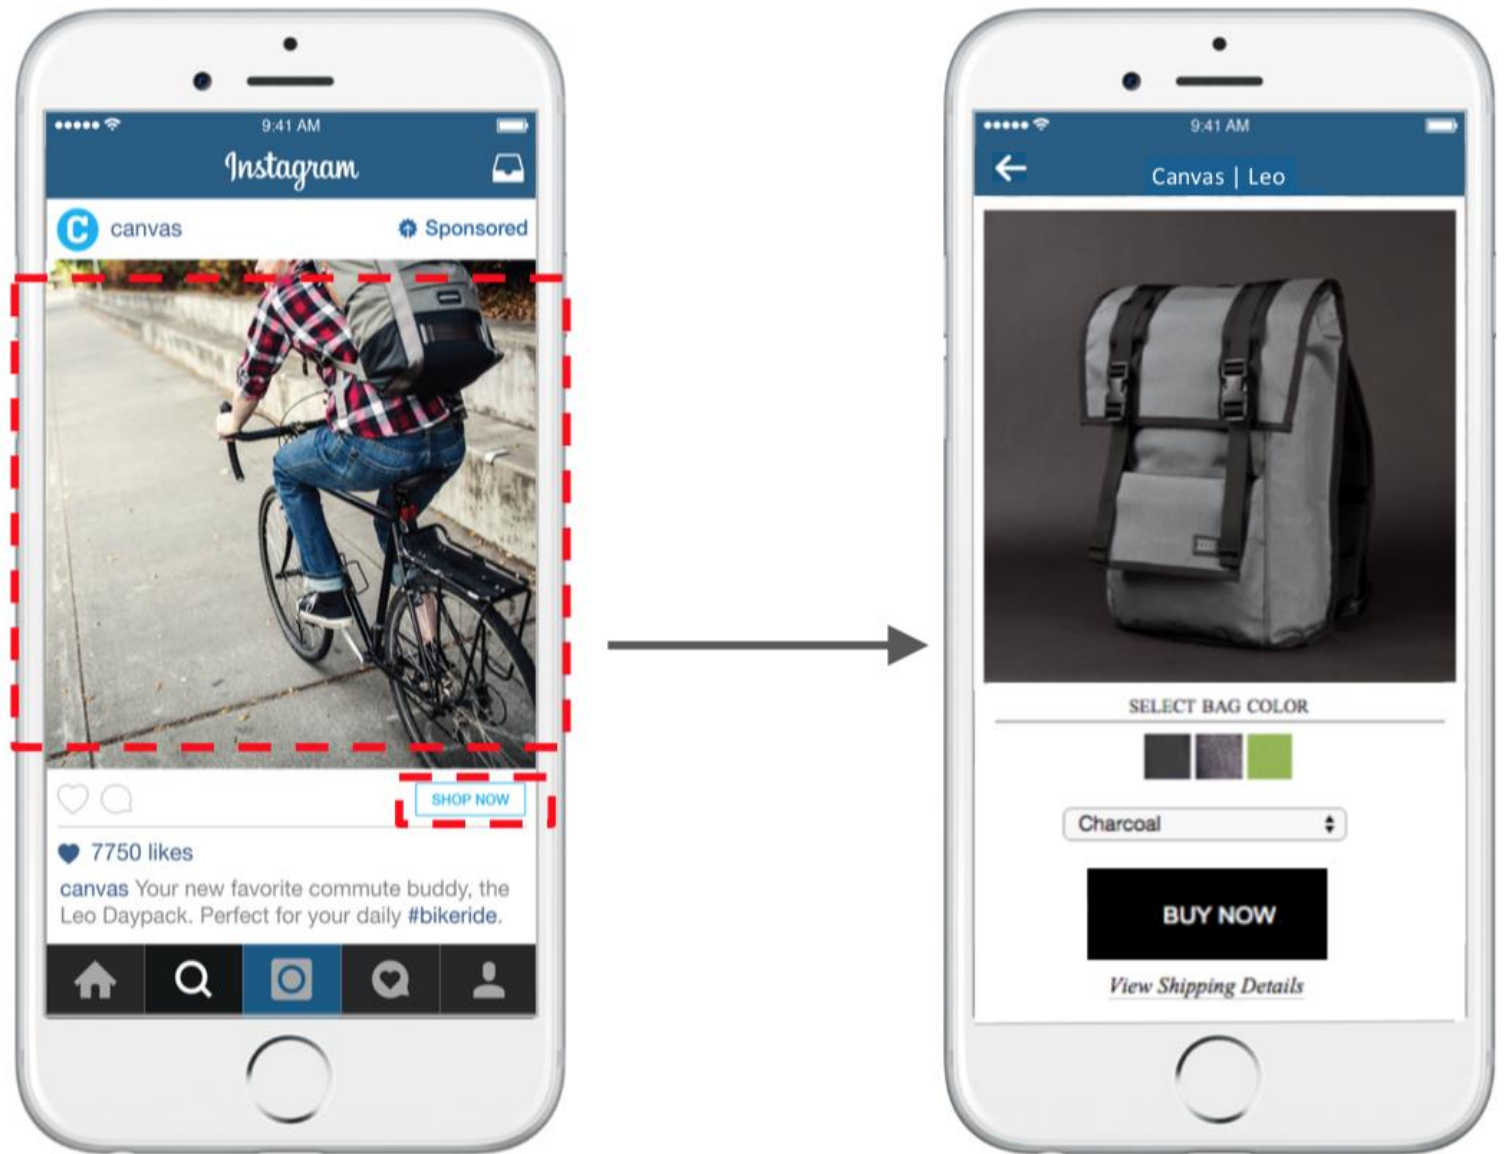 9:41 AM
Instagram
C canvas
Sponsored
SHOP NOW
7750 likes
canvas Your new favorite commute buddy, the
Leo Daypack. Perfect for your daily #bikeride.
9:41 AM
Canvas | Leo
SELECT BAG COLOR
Charcoal
BUY NOW
View Shipping Details